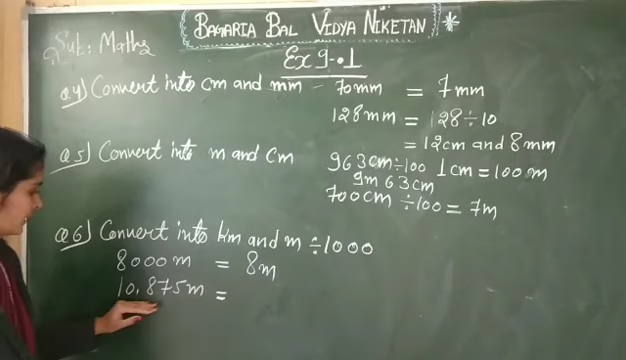 BAGARIA BAL VIDYA NIKETAN
Sub: Maths
Ex 9.1
Q4) Convert into cm and mm - 70mm = 7mm
128mm = 128÷10
= 12cm and 8mm
Q5) Convert into m and cm 963cm÷100 1cm=100m
9m 63cm
700cm ÷100=7m
Q6) Convert into km and m ÷1000
8000m = 8m
10.875m =